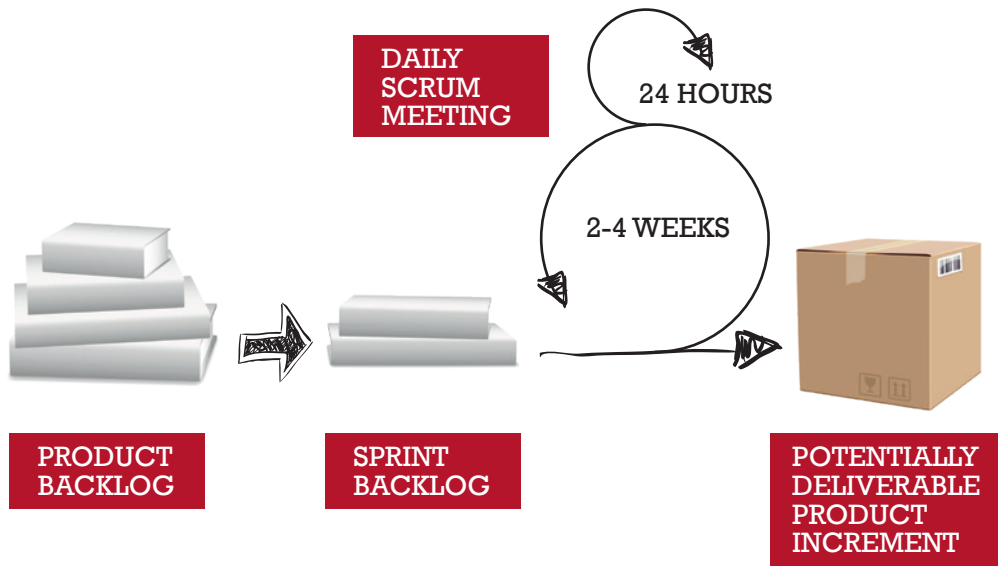 DAILY
SCRUM
MEETING
24 HOURS
2-4 WEEKS
PRODUCT
BACKLOG
SPRINT
BACKLOG
POTENTIALLY
DELIVERABLE
PRODUCT
INCREMENT